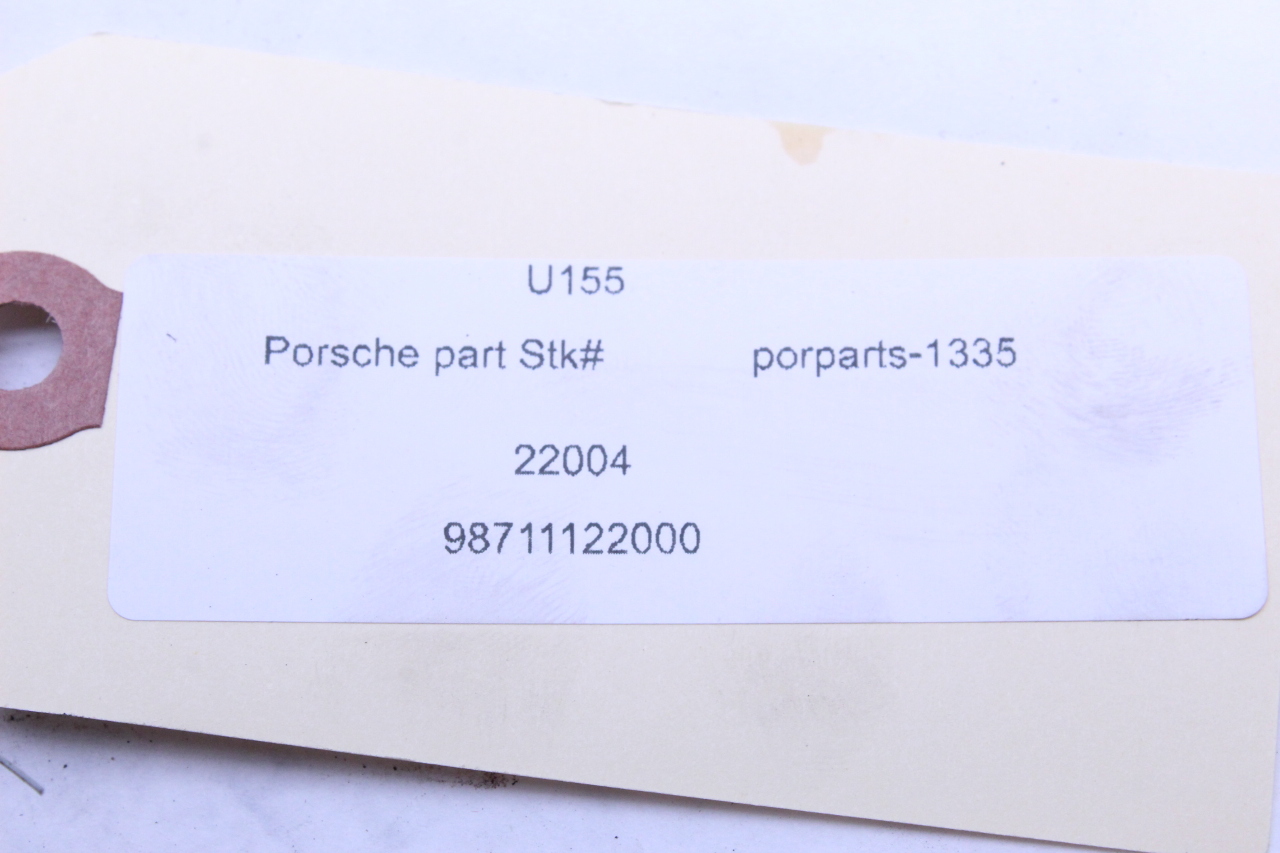 U155
Porsche part Stk# porparts-1335
22004
98711122000